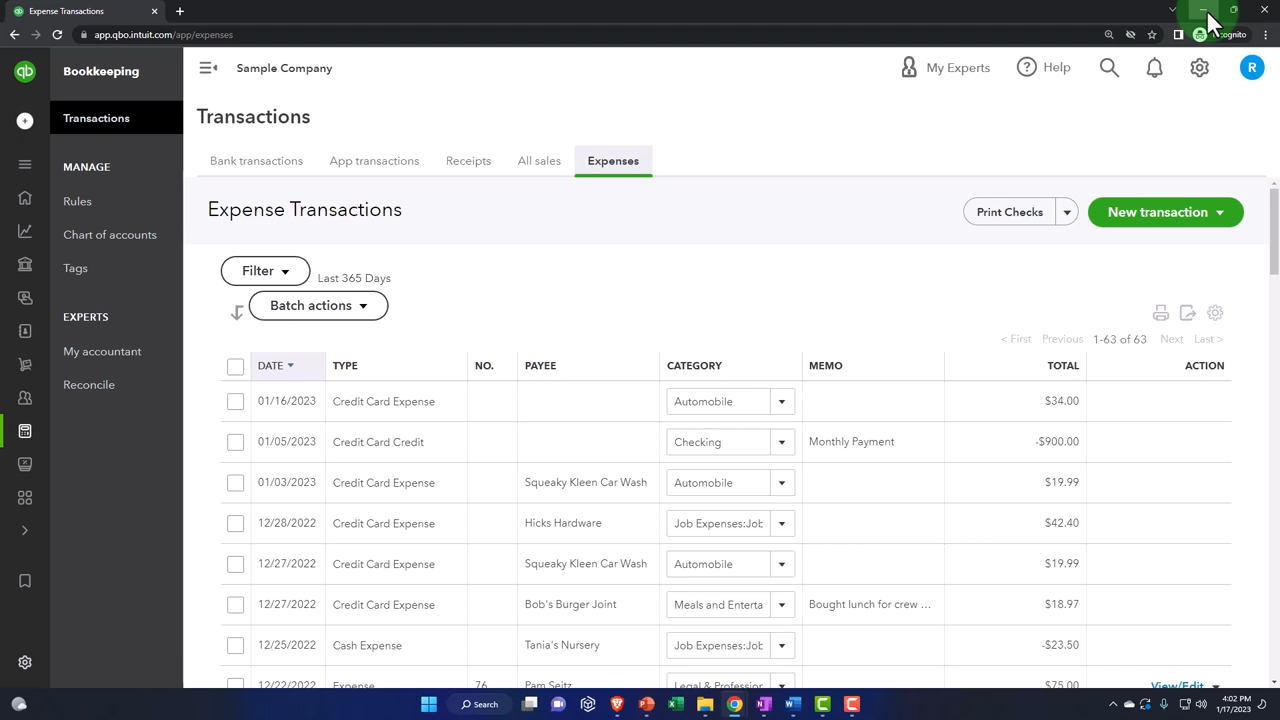 Expense Transactions
app.qbo.intuit.com/app/expenses
qb
Bookkeeping
Sample Company
My Experts
Help
R
Transactions
MANAGE
Rules
Chart of accounts
Tags
EXPERTS
My accountant
Reconcile
Transactions
Bank transactions App transactions Receipts All sales Expenses
Expense Transactions
Print Checks
New transaction
Filter
Last 365 Days
Batch actions
< First Previous 1-63 of 63 Next Last >
DATE TYPE NO. PAYEE CATEGORY MEMO TOTAL ACTION
01/16/2023 Credit Card Expense Automobile $34.00
01/05/2023 Credit Card Credit Checking Monthly Payment -$900.00
01/03/2023 Credit Card Expense Squeaky Kleen Car Wash Automobile $19.99
12/28/2022 Credit Card Expense Hicks Hardware Job Expenses:Job $42.40
12/27/2022 Credit Card Expense Squeaky Kleen Car Wash Automobile $19.99
12/27/2022 Credit Card Expense Bob's Burger Joint Meals and Enterta Bought lunch for crew ... $18.97
12/25/2022 Cash Expense Tania's Nursery Job Expenses:Job -$23.50
12/22/2022 Expense 76 Pam Seitz Legal & Profession $75.00 View/Edit
Search
4:02 PM
1/17/2023